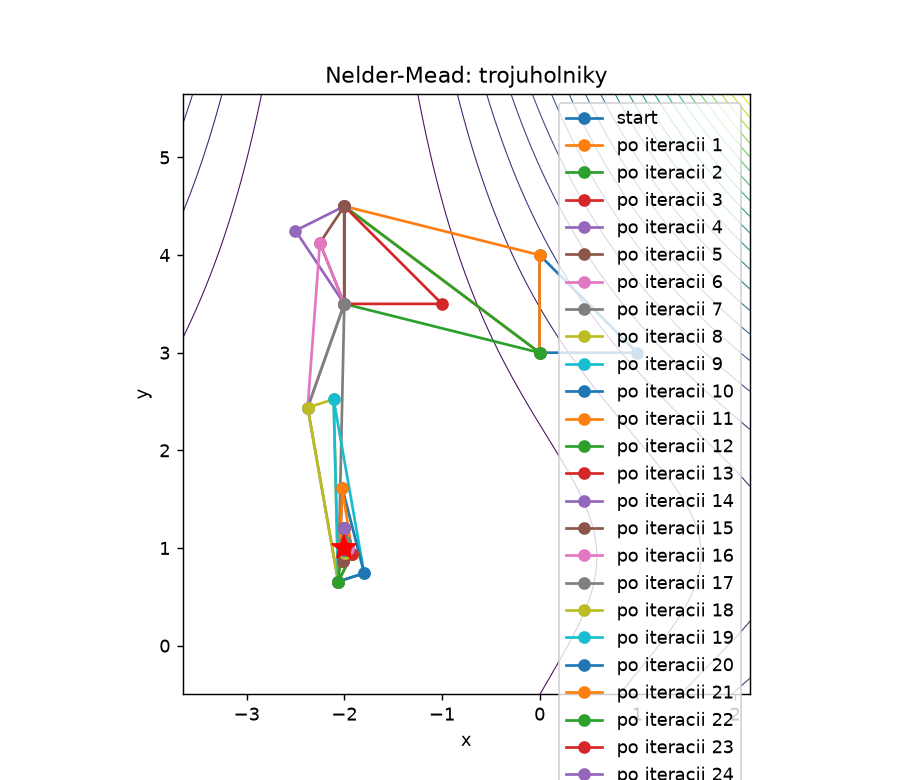 Nelder-Mead: trojuholniky
start
po iteracii 1
po iteracii 2
po iteracii 3
po iteracii 4
po iteracii 5
po iteracii 6
po iteracii 7
po iteracii 8
po iteracii 9
po iteracii 10
po iteracii 11
po iteracii 12
po iteracii 13
po iteracii 14
po iteracii 15
po iteracii 16
po iteracii 17
po iteracii 18
po iteracii 19
po iteracii 20
po iteracii 21
po iteracii 22
po iteracii 23
po iteracii 24
5
4
3
2
1
0
y
−3 −2 −1 0 1 2
x